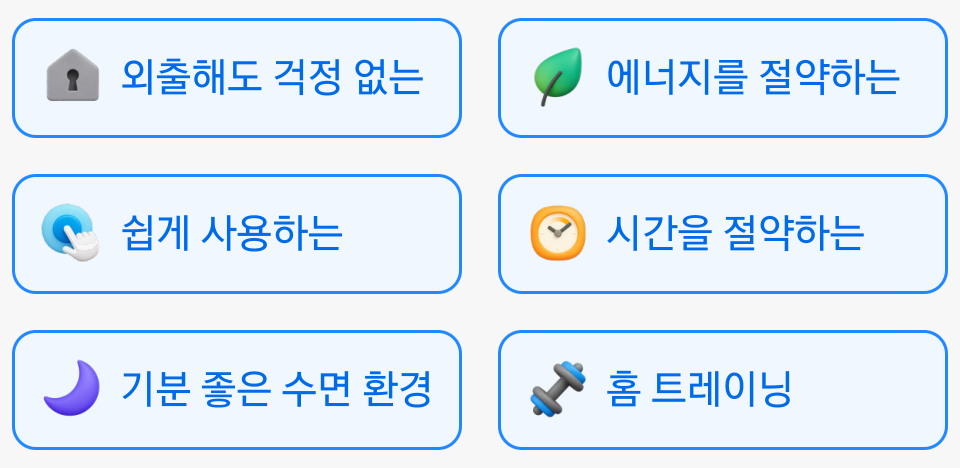 외출해도 걱정 없는
에너지를 절약하는
쉽게 사용하는
시간을 절약하는
기분 좋은 수면 환경
홈 트레이닝